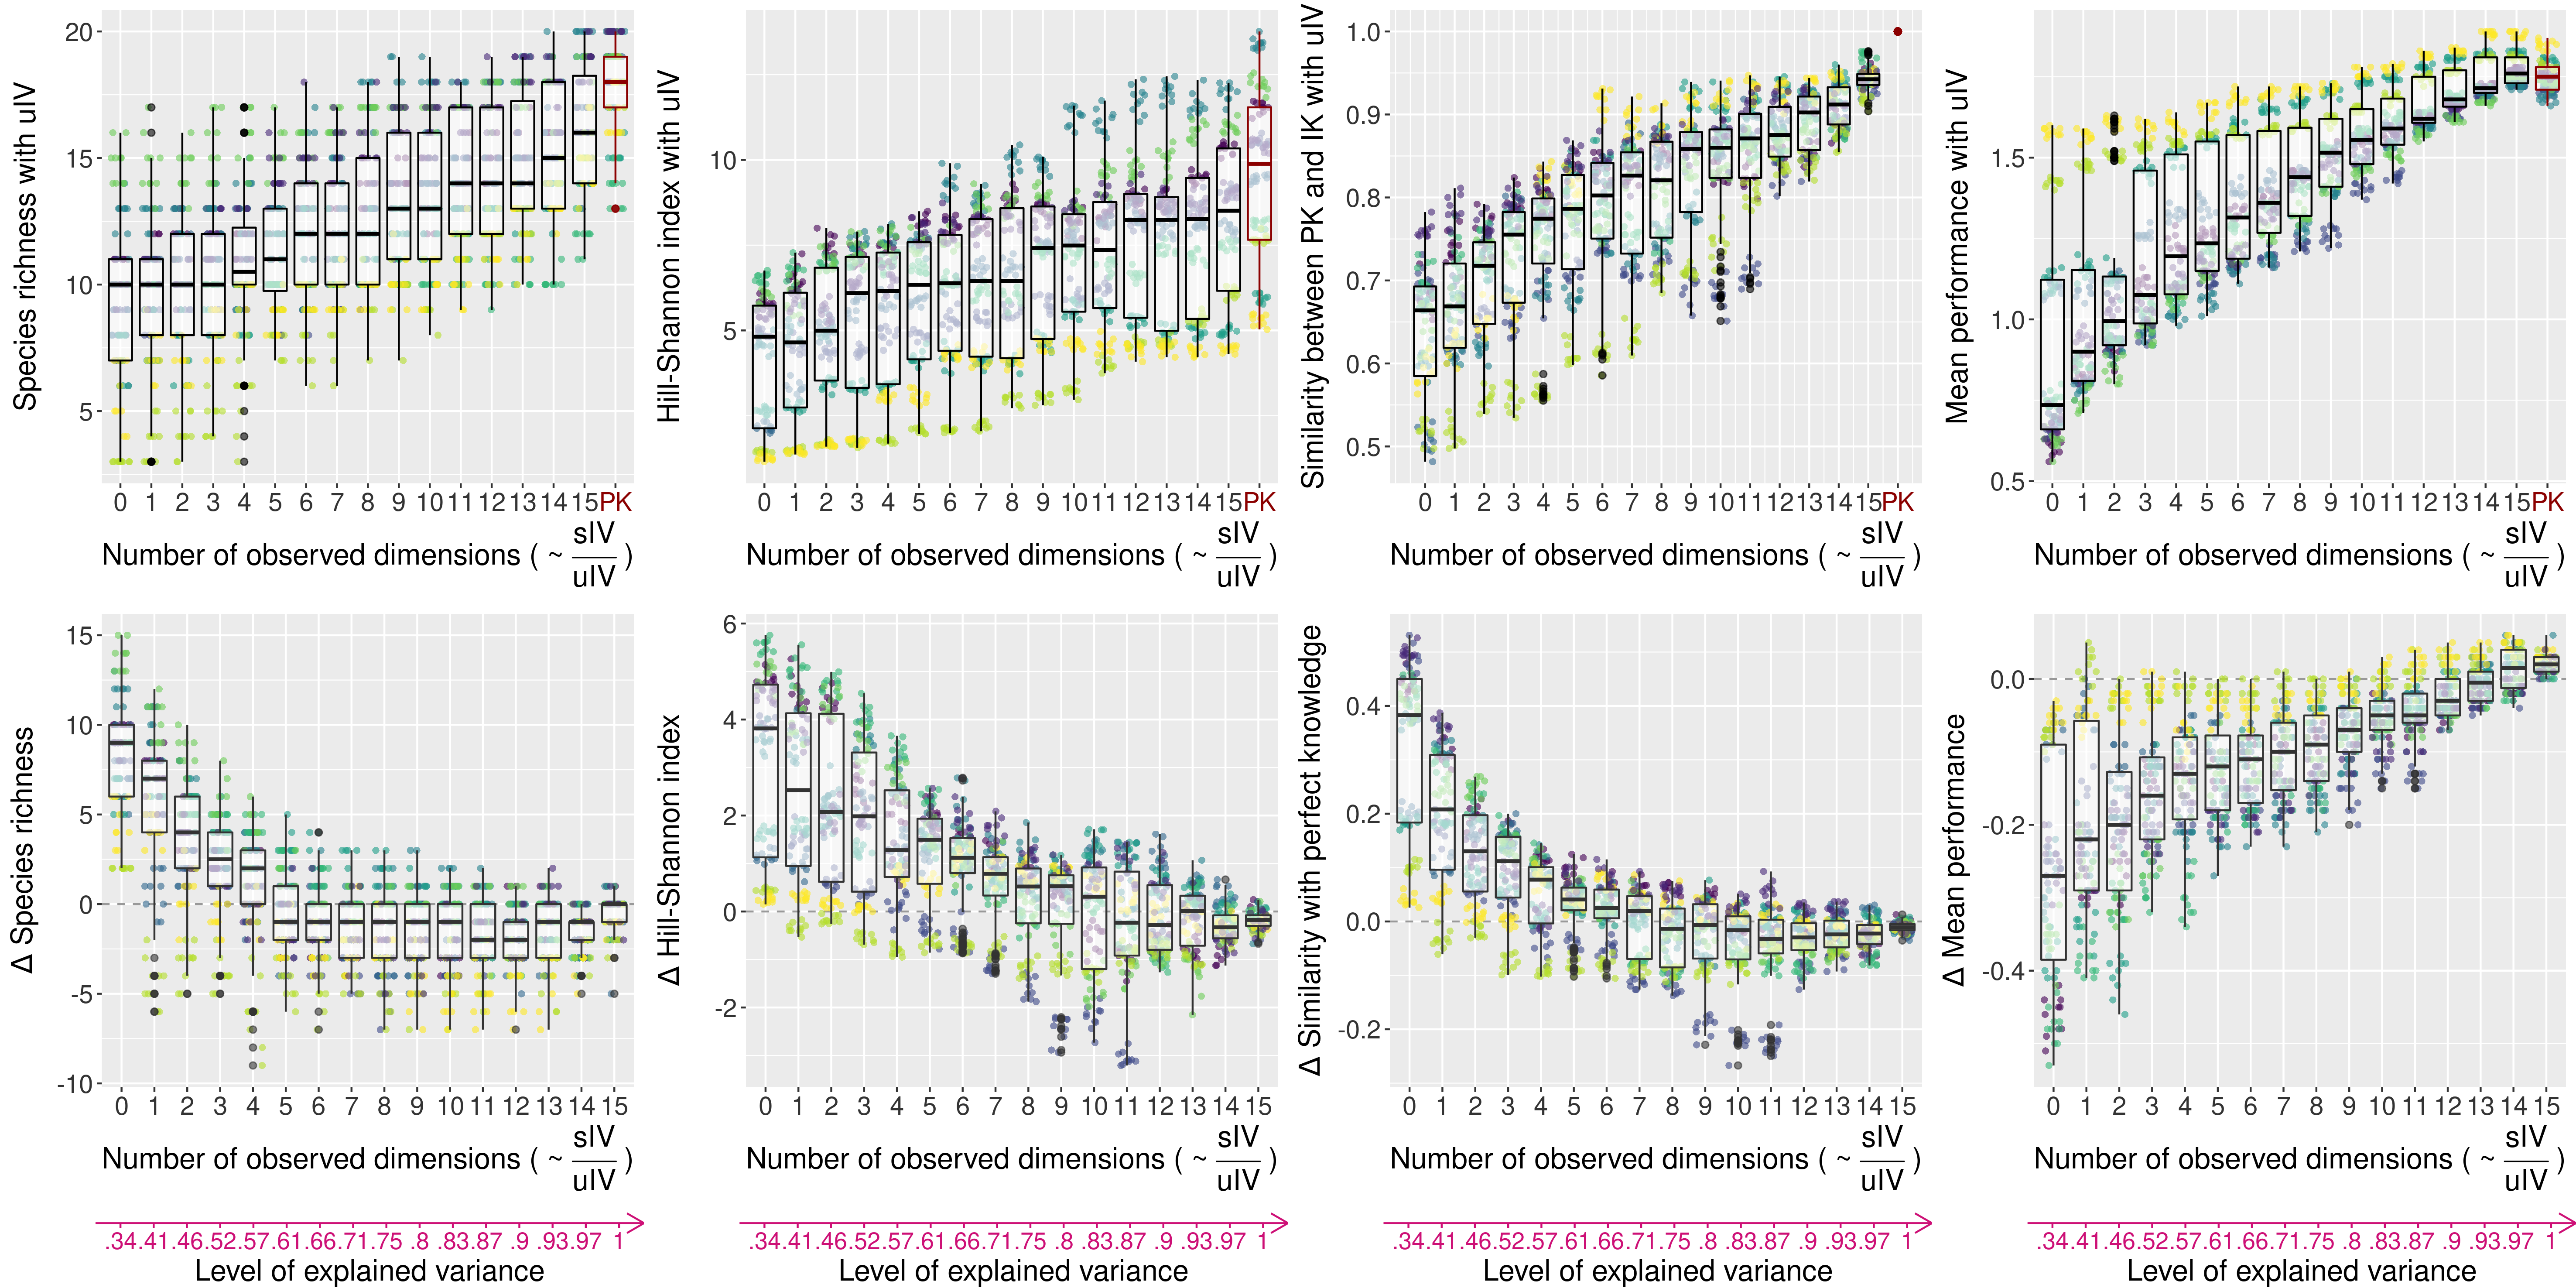 Species richness with uIV
20
15
10
5
0 1 2 3 4 5 6 7 8 9 10 11 12 13 14 15 PK
Number of observed dimensions ( ~ sIV/uIV )
Hill-Shannon index with uIV
10
5
0 1 2 3 4 5 6 7 8 9 10 11 12 13 14 15 PK
Number of observed dimensions ( ~ sIV/uIV )
Similarity between PK and IK with uIV
1.0
0.9
0.8
0.7
0.6
0.5
0 1 2 3 4 5 6 7 8 9 10 11 12 13 14 15 PK
Number of observed dimensions ( ~ sIV/uIV )
Mean performance with uIV
1.5
1.0
0.5
0 1 2 3 4 5 6 7 8 9 10 11 12 13 14 15 PK
Number of observed dimensions ( ~ sIV/uIV )
Δ Species richness
15
10
5
0
-5
-10
0 1 2 3 4 5 6 7 8 9 10 11 12 13 14 15
Number of observed dimensions ( ~ sIV/uIV )
.34 .41 .46 .52 .57 .61 .66 .71 .75 .8 .83 .87 .9 .93 .97 1
Level of explained variance
Δ Hill-Shannon index
6
4
2
0
-2
0 1 2 3 4 5 6 7 8 9 10 11 12 13 14 15
Number of observed dimensions ( ~ sIV/uIV )
.34 .41 .46 .52 .57 .61 .66 .71 .75 .8 .83 .87 .9 .93 .97 1
Level of explained variance
Δ Similarity with perfect knowledge
0.4
0.2
0.0
-0.2
0 1 2 3 4 5 6 7 8 9 10 11 12 13 14 15
Number of observed dimensions ( ~ sIV/uIV )
.34 .41 .46 .52 .57 .61 .66 .71 .75 .8 .83 .87 .9 .93 .97 1
Level of explained variance
Δ Mean performance
0.0
-0.2
-0.4
0 1 2 3 4 5 6 7 8 9 10 11 12 13 14 15
Number of observed dimensions ( ~ sIV/uIV )
.34 .41 .46 .52 .57 .61 .66 .71 .75 .8 .83 .87 .9 .93 .97 1
Level of explained variance